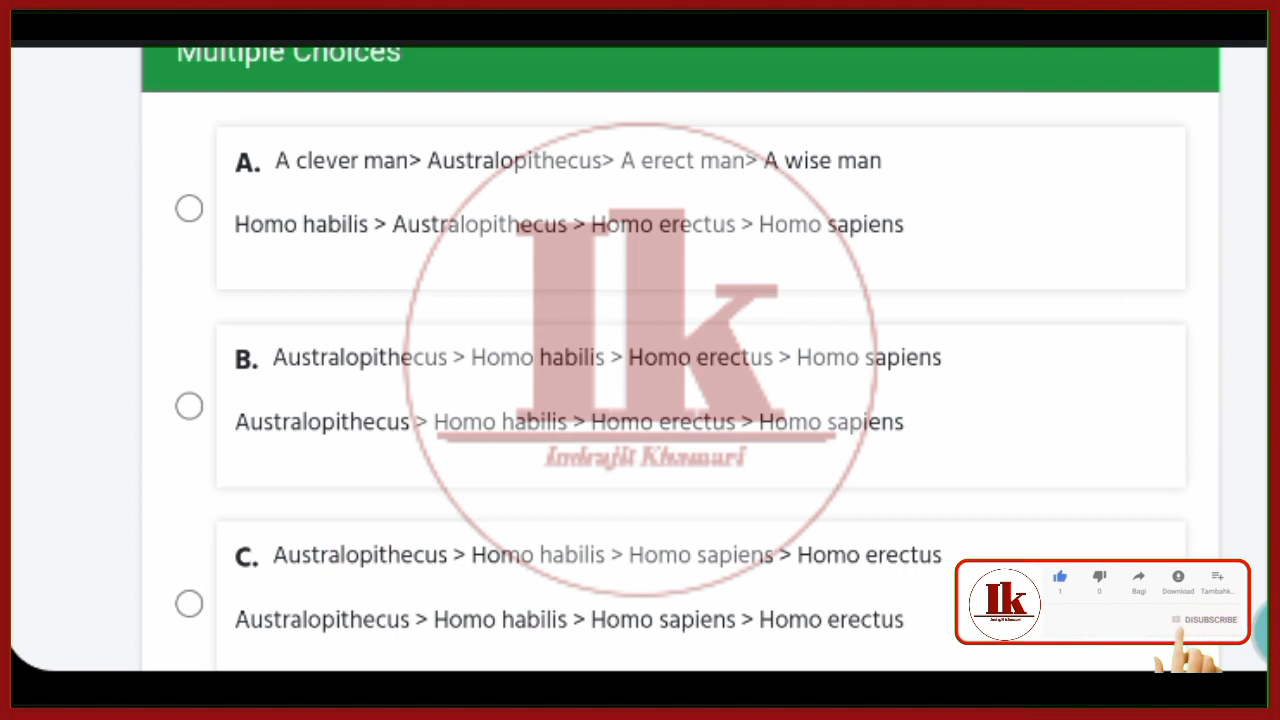 Multiple Choices
A. A clever man> Australopithecus> A erect man> A wise man
Homo habilis > Australopithecus > Homo erectus > Homo sapiens
B. Australopithecus > Homo habilis > Homo erectus > Homo sapiens
Australopithecus > Homo habilis > Homo erectus > Homo sapiens
Ik
Indrajit Khamari
C. Australopithecus > Homo habilis > Homo sapiens > Homo erectus
Australopithecus > Homo habilis > Homo sapiens > Homo erectus
Ik
1 0 Bagi Download Tambahk...
DISUBSCRIBE